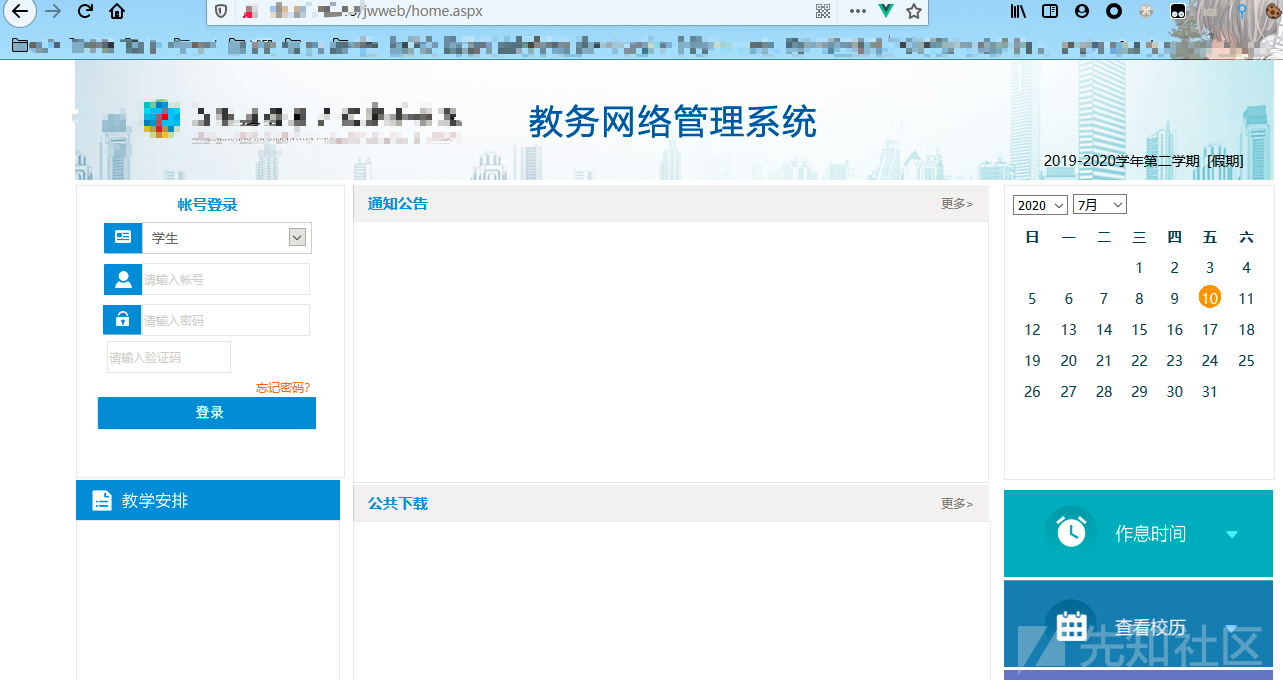 /jwweb/home.aspx
教务网络管理系统
2019-2020学年第二学期 [假期]
帐号登录
学生
请输入帐号
请输入密码
请输入验证码
忘记密码?
登录
教学安排
通知公告 更多>
公共下载 更多>
2020 7月
日 一 二 三 四 五 六
1 2 3 4
5 6 7 8 9 10 11
12 13 14 15 16 17 18
19 20 21 22 23 24 25
26 27 28 29 30 31
作息时间
查看校历
先知社区